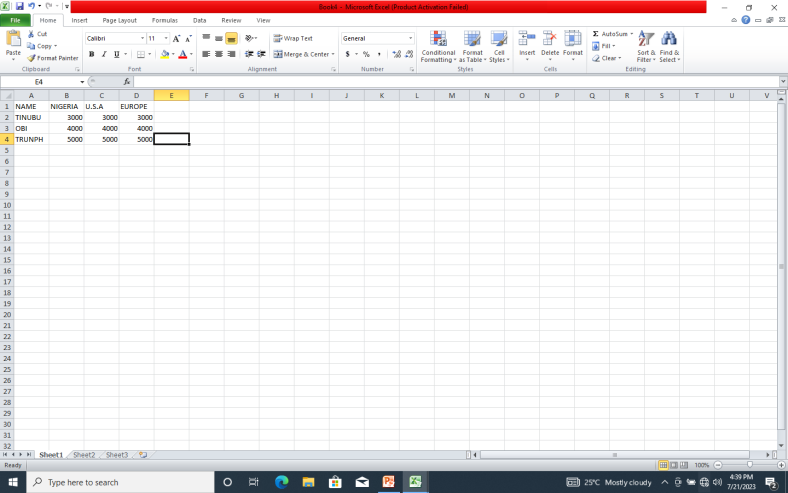 Book4 - Microsoft Excel (Product Activation Failed)
File Home Insert Page Layout Formulas Data Review View
Paste Cut Copy Format Painter Clipboard
Calibri 11 A A B I U A Font
Wrap Text Merge & Center Alignment
General $ % , Number
Conditional Formatting Format as Table Cell Styles Styles
Insert Delete Format Cells
Σ AutoSum Fill Clear Sort & Filter Find & Select Editing
E4 fx
A B C D E F G H I J K L M N O P Q R S T U V
1 NAME NIGERIA U.S.A EUROPE
2 TINUBU 3000 3000 3000
3 OBI 4000 4000 4000
4 TRUNPH 5000 5000 5000
5
6
7
8
9
10
11
12
13
14
15
16
17
18
19
20
21
22
23
24
25
26
27
28
29
30
31
32
Sheet1 Sheet2 Sheet3
Ready 100%
Type here to search 25°C Mostly cloudy 4:39 PM
7/21/2023 2